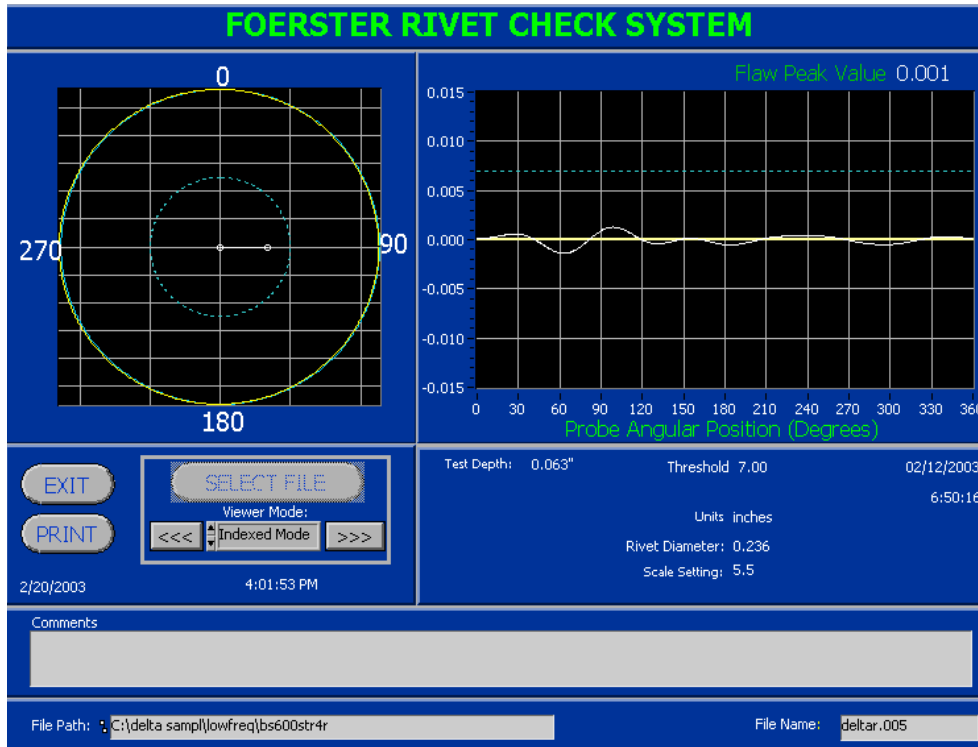 FOERSTER RIVET CHECK SYSTEM
0
270
90
180
Flaw Peak Value 0.001
0.015
0.010
0.005
0.000
-0.005
-0.010
-0.015
0 30 60 90 120 150 180 210 240 270 300 330 360
Probe Angular Position (Degrees)
EXIT
PRINT
SELECT FILE
Viewer Mode:
<<< Indexed Mode >>>
2/20/2003 4:01:53 PM
Test Depth: 0.063" Threshold 7.00 02/12/2003
6:50:16
Units inches
Rivet Diameter: 0.236
Scale Setting: 5.5
Comments
File Path: C:\delta sampl\lowfreq\bs600str4r File Name: deltar.005